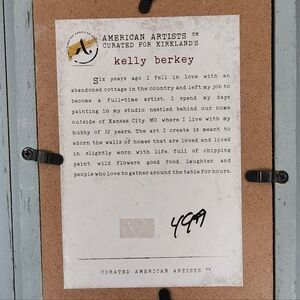 AMERICAN ARTISTS ™
CURATED FOR KIRKLAND'S
kelly berkey
Six years ago I fell in love with an
abandoned cottage in the country and left my job to
become a full-time artist. I spend my days
painting in my studio, nestled behind our home
outside of Kansas City, MO, where I live with my
hubby of 32 years. The art I create is meant to
adorn the walls of homes that are loved and lived
in, slightly worn with life, full of chipping
paint, wild flowers, good food, laughter, and
people who love to gather around the table for hours.
4999
CURATED AMERICAN ARTISTS ™